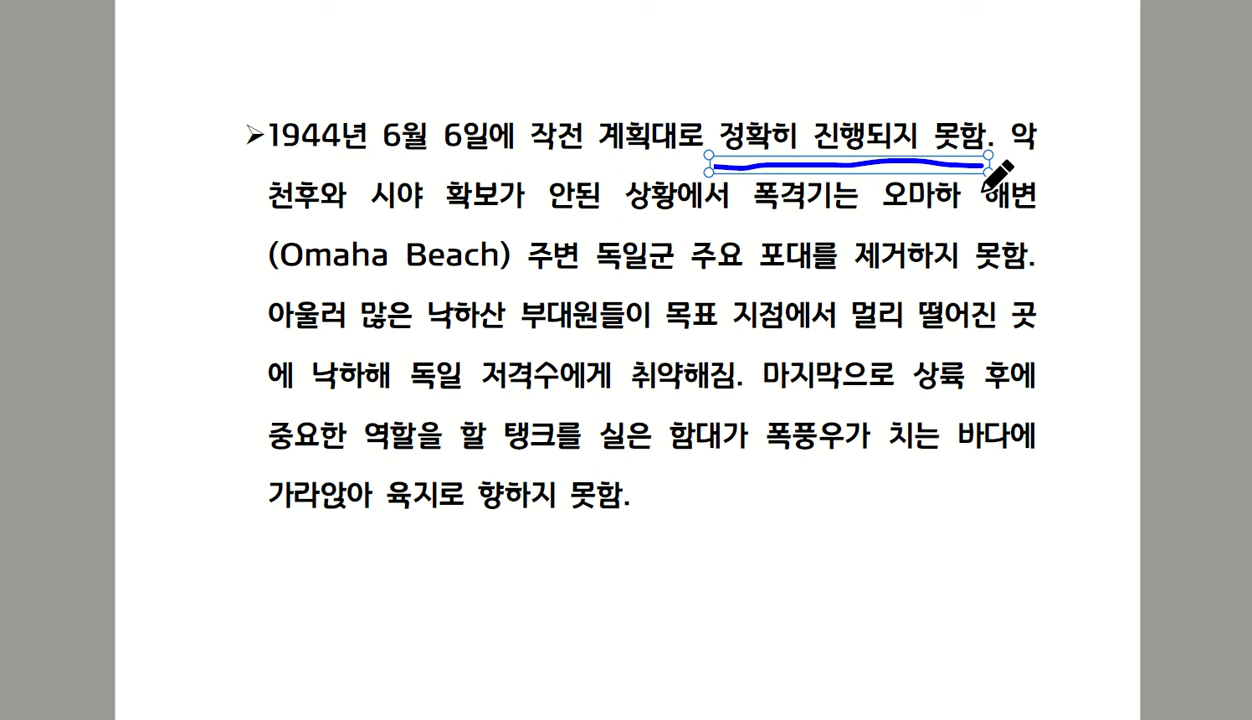 ➢1944년 6월 6일에 작전 계획대로 정확히 진행되지 못함. 악
천후와 시야 확보가 안된 상황에서 폭격기는 오마하 해변
(Omaha Beach) 주변 독일군 주요 포대를 제거하지 못함.
아울러 많은 낙하산 부대원들이 목표 지점에서 멀리 떨어진 곳
에 낙하해 독일 저격수에게 취약해짐. 마지막으로 상륙 후에
중요한 역할을 할 탱크를 실은 함대가 폭풍우가 치는 바다에
가라앉아 육지로 향하지 못함.